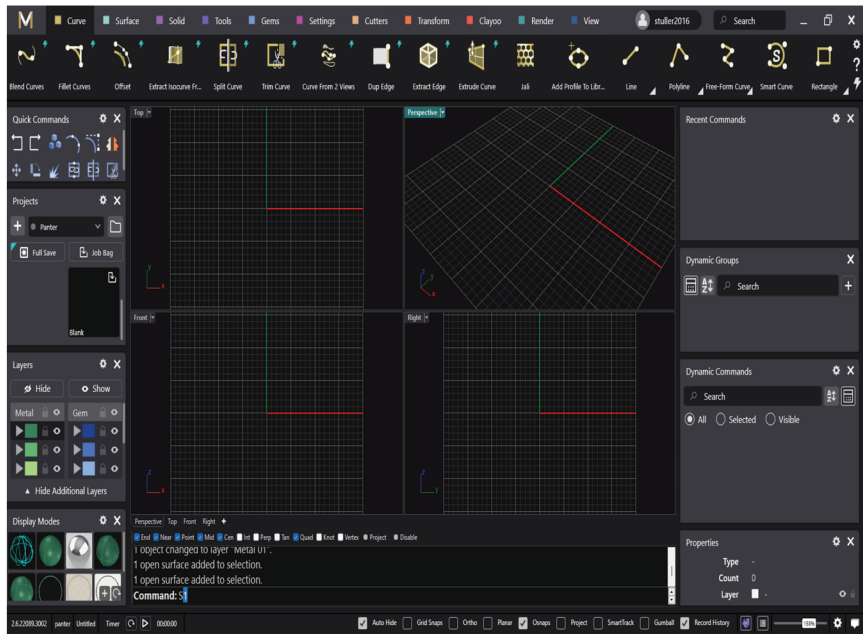 M Curve Surface Solid Tools Gems Settings Cutters Transform Clayoo Render View stuller2016 Search
Blend Curves Fillet Curves Offset Extract Isocurve Fr... Split Curve Trim Curve Curve From 2 Views Dup Edge Extract Edge Extrude Curve Jali Add Profile To Libr... Line Polyline Free-Form Curve Smart Curve Rectangle
Quick Commands
Projects
Panter
Full Save Job Bag
Blank
Layers
Hide Show
Metal Gem
Hide Additional Layers
Display Modes
Top
y
x
Perspective
z
y
x
Front
z
x
Right
z
y
Perspective Top Front Right
End Near Point Mid Cen Int Perp Tan Quad Knot Vertex Project Disable
1 object changed to layer "Metal 01".
1 open surface added to selection.
1 open surface added to selection.
Command: S1
Recent Commands
Dynamic Groups
Search
Dynamic Commands
Search
All Selected Visible
Properties
Type -
Count 0
Layer -
2.6.22089.3002 panter Untitled Timer 00:00:00 Auto Hide Grid Snaps Ortho Planar Osnaps Project SmartTrack Gumball Record History 158%